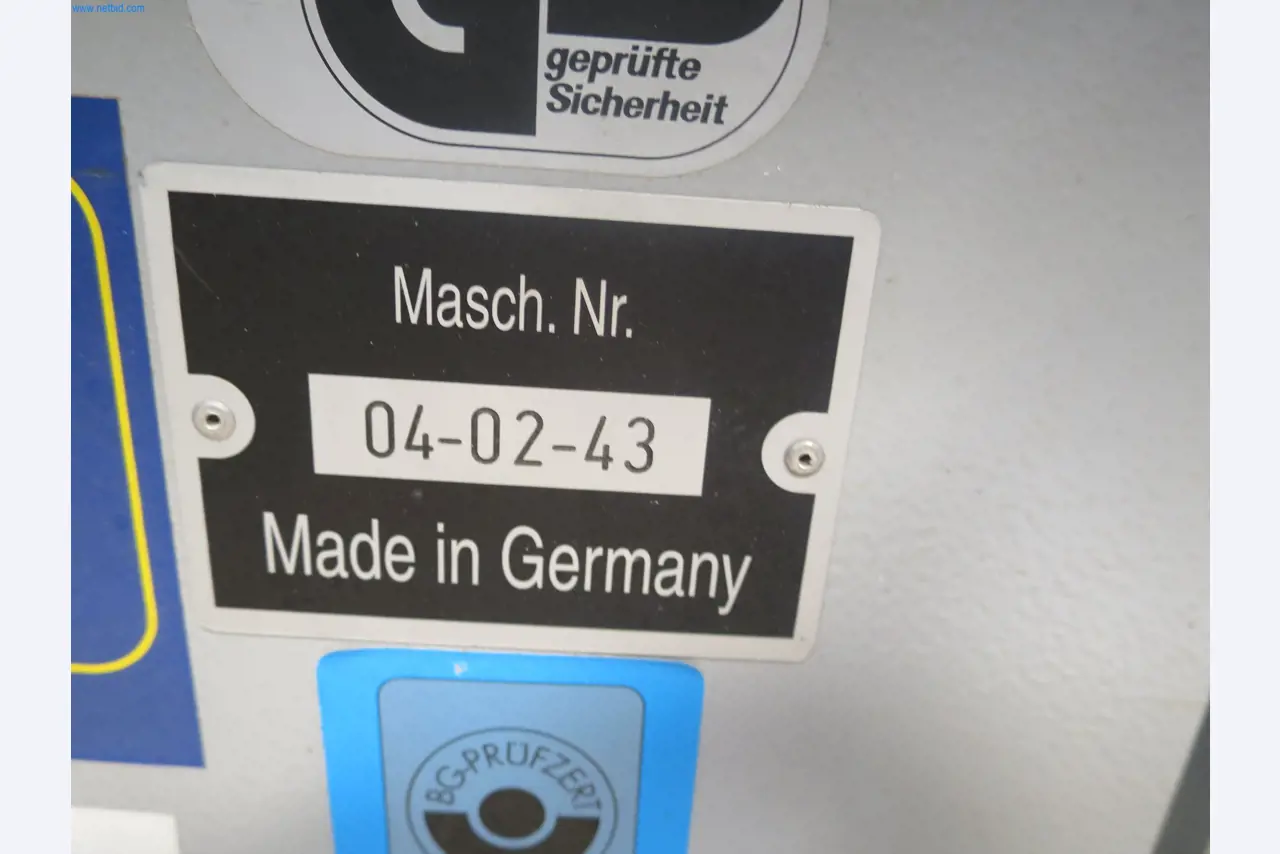 www.netbid.com
geprüfte
Sicherheit
Masch. Nr.
04-02-43
Made in Germany
BG-PRÜFZERT